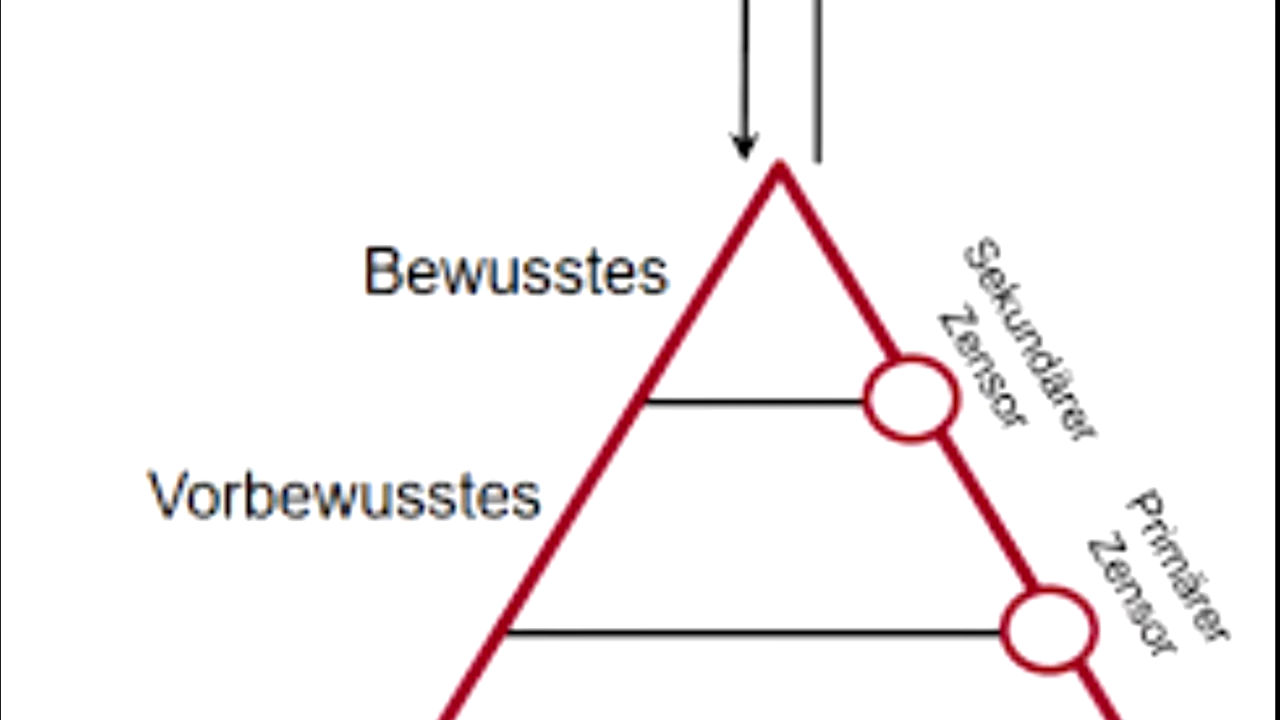 Bewusstes
Sekundärer
Zensor
Vorbewusstes
Primärer
Zensor